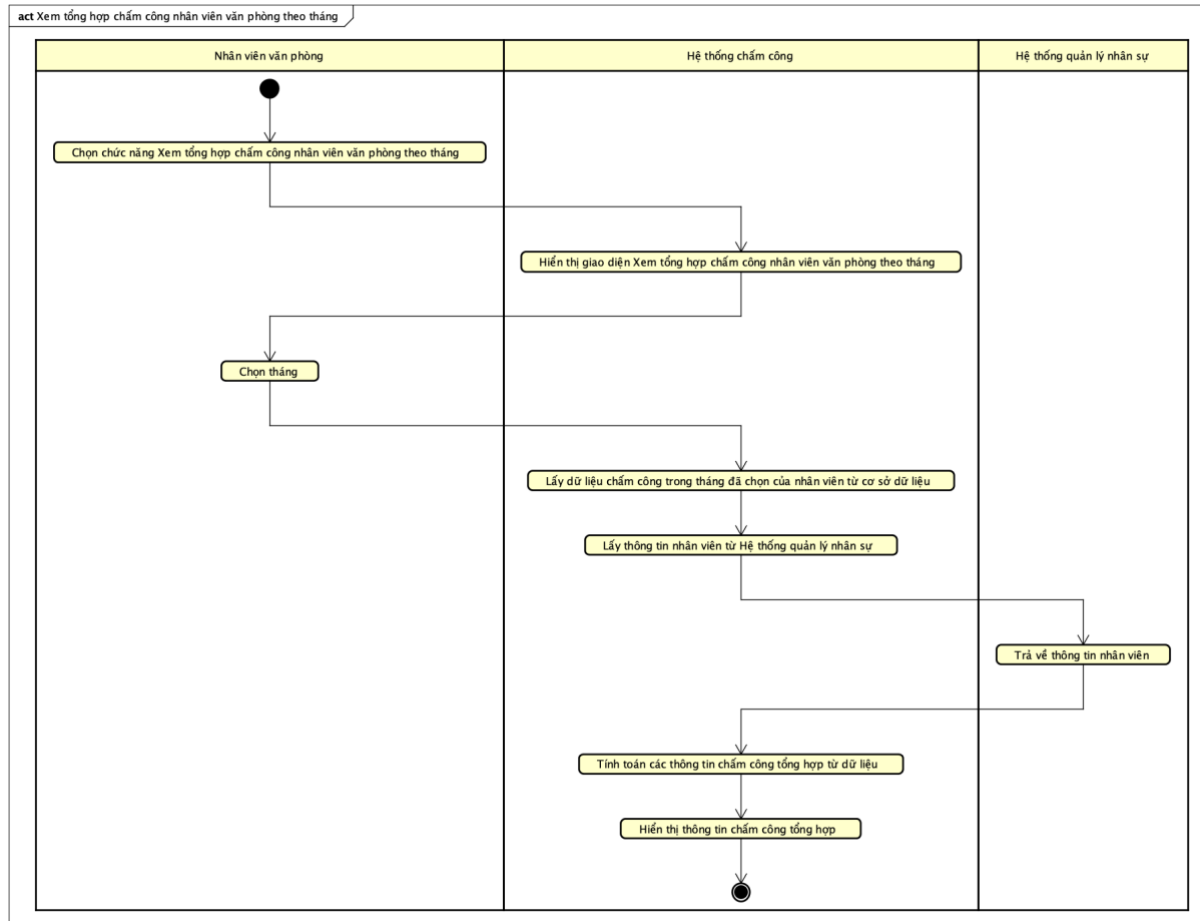 act Xem tổng hợp chấm công nhân viên văn phòng theo tháng
Nhân viên văn phòng
Hệ thống chấm công
Hệ thống quản lý nhân sự
Chọn chức năng Xem tổng hợp chấm công nhân viên văn phòng theo tháng
Hiển thị giao diện Xem tổng hợp chấm công nhân viên văn phòng theo tháng
Chọn tháng
Lấy dữ liệu chấm công trong tháng đã chọn của nhân viên từ cơ sở dữ liệu
Lấy thông tin nhân viên từ Hệ thống quản lý nhân sự
Trả về thông tin nhân viên
Tính toán các thông tin chấm công tổng hợp từ dữ liệu
Hiển thị thông tin chấm công tổng hợp